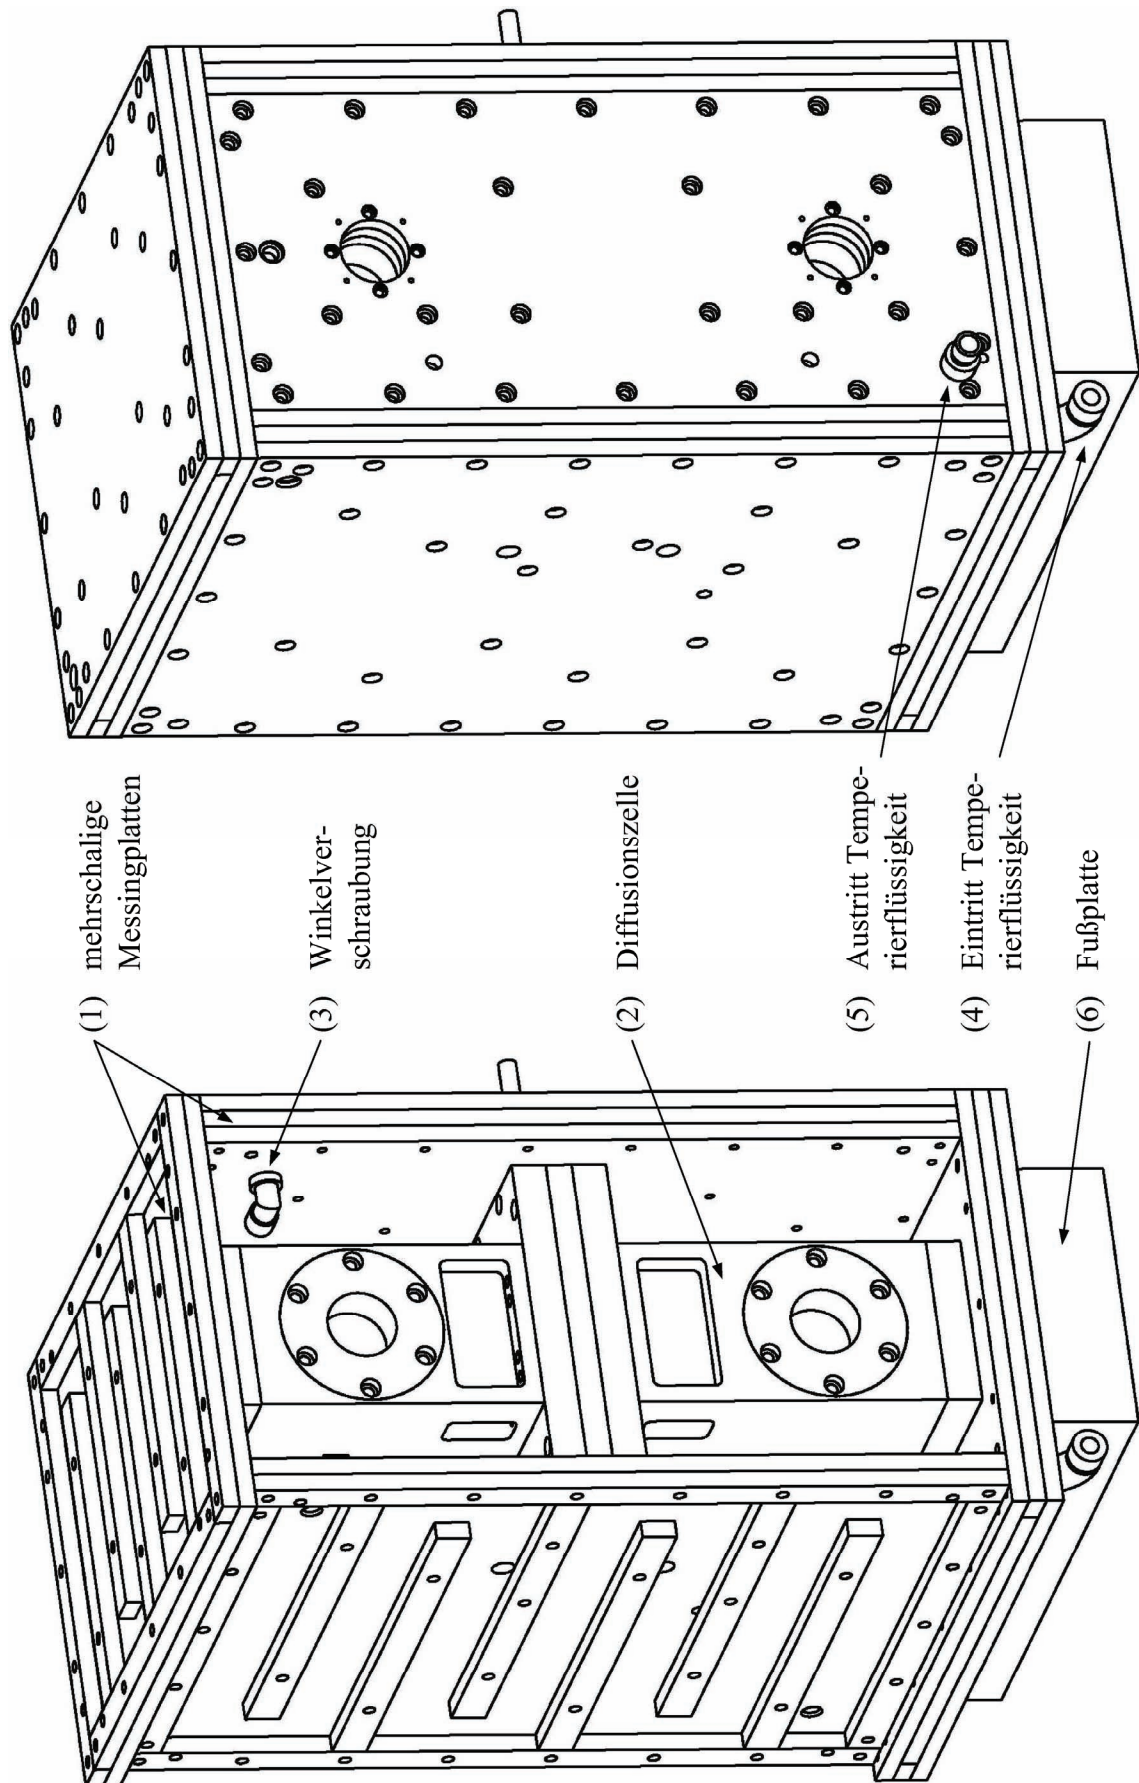 (1) mehrschalige
Messingplatten
(3) Winkelver-
schraubung
(2) Diffusionszelle
(5) Austritt Tempe-
rierflüssigkeit
(4) Eintritt Tempe-
rierflüssigkeit
(6) Fußplatte